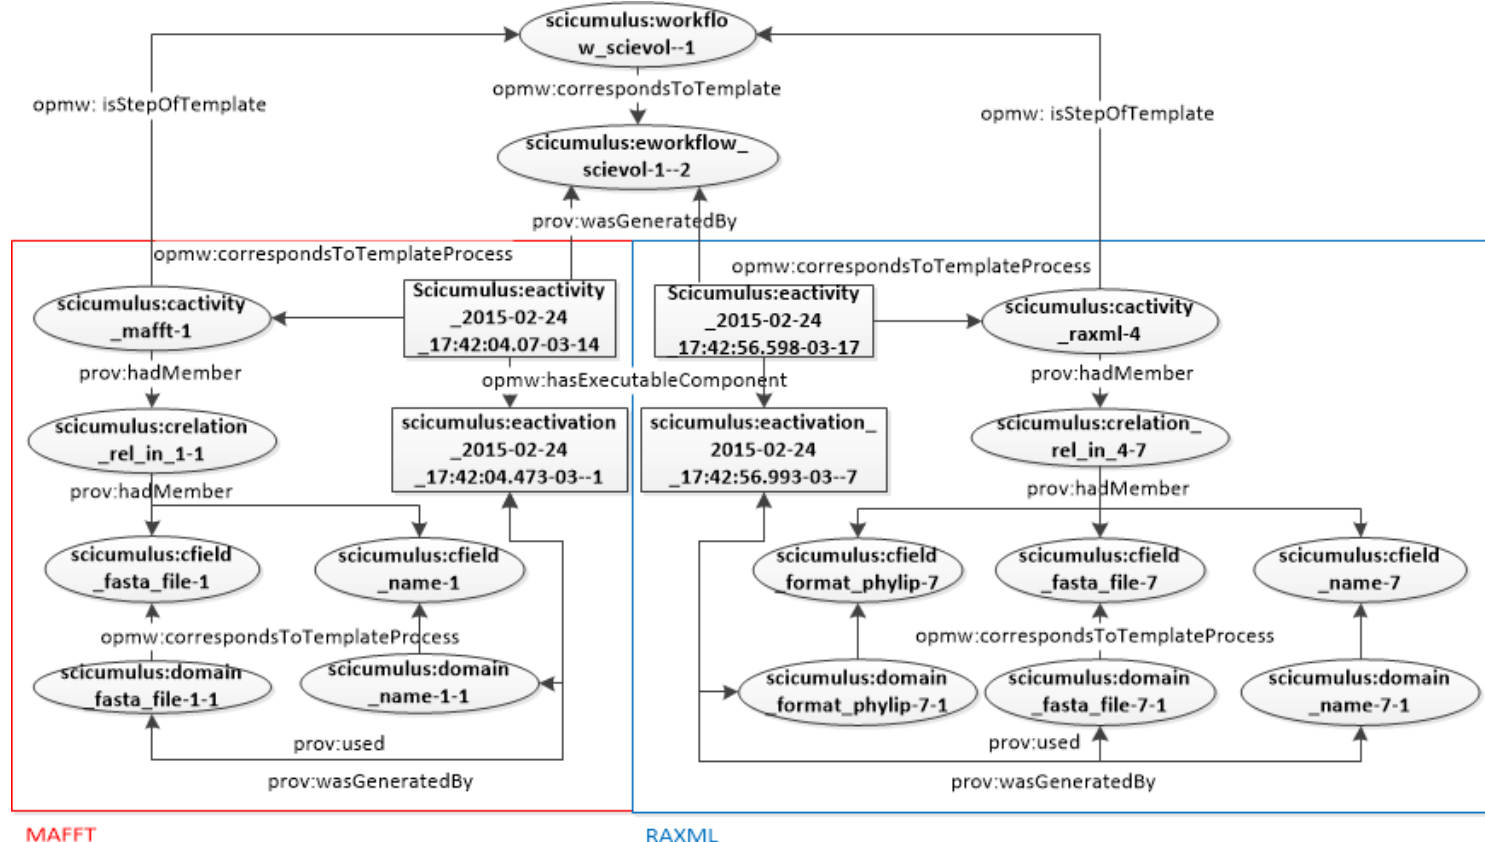 scicumulus:workflo
w_scievol--1
opmw:correspondsToTemplate
opmw: isStepOfTemplate
opmw: isStepOfTemplate
scicumulus:eworkflow_
scievol-1--2
prov:wasGeneratedBy
opmw:correspondsToTemplateProcess
opmw:correspondsToTemplateProcess
scicumulus:cactivity
_mafft-1
Scicumulus:eactivity
_2015-02-24
_17:42:04.07-03-14
Scicumulus:eactivity
_2015-02-24
_17:42:56.598-03-17
scicumulus:cactivity
_raxml-4
prov:hadMember
opmw:hasExecutableComponent
prov:hadMember
scicumulus:crelation
_rel_in_1-1
scicumulus:eactivation
_2015-02-24
_17:42:04.473-03--1
scicumulus:eactivation_
2015-02-24
_17:42:56.993-03--7
scicumulus:crelation_
rel_in_4-7
prov:hadMember
prov:hadMember
scicumulus:cfield
_fasta_file-1
scicumulus:cfield
_name-1
scicumulus:cfield
_format_phylip-7
scicumulus:cfield
_fasta_file-7
scicumulus:cfield
_name-7
opmw:correspondsToTemplateProcess
opmw:correspondsToTemplateProcess
scicumulus:domain
_fasta_file-1-1
scicumulus:domain
_name-1-1
scicumulus:domain
_format_phylip-7-1
scicumulus:domain
_fasta_file-7-1
scicumulus:domain
_name-7-1
prov:used
prov:used
prov:wasGeneratedBy
prov:wasGeneratedBy
MAFFT
RAXML